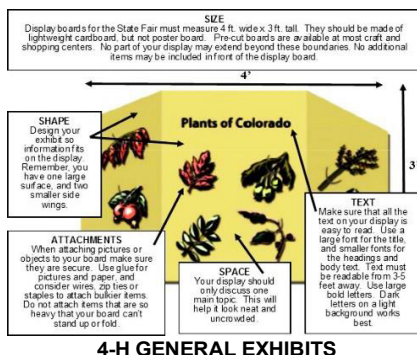 SIZE
Display boards for the State Fair must measure 4 ft. wide x 3 ft. tall. They should be made of
lightweight cardboard, but not poster board. Pre-cut boards are available at most craft and
shopping centers. No part of your display may extend beyond these boundaries. No additional
items may be included in front of the display board.
4'
SHAPE
Design your
exhibit so
information fits
on the display.
Remember, you
have one large
surface, and two
smaller side
wings.
Plants of Colorado
3'
ATTACHMENTS
When attaching pictures or
objects to your board make sure
they are secure. Use glue for
pictures and paper, and
consider wires, zip ties or
staples to attach bulkier items.
Do not attach items that are so
heavy that your board can't
stand up or fold.
SPACE
Your display should
only discuss one
main topic. This will
help it look neat and
uncrowded.
TEXT
Make sure that all the
text on your display is
easy to read. Use a
large font for the title,
and smaller fonts for
the headings and
body text. Text must
be readable from 3-5
feet away. Use large
bold letters. Dark
letters on a light
background works
best.
4-H GENERAL EXHIBITS